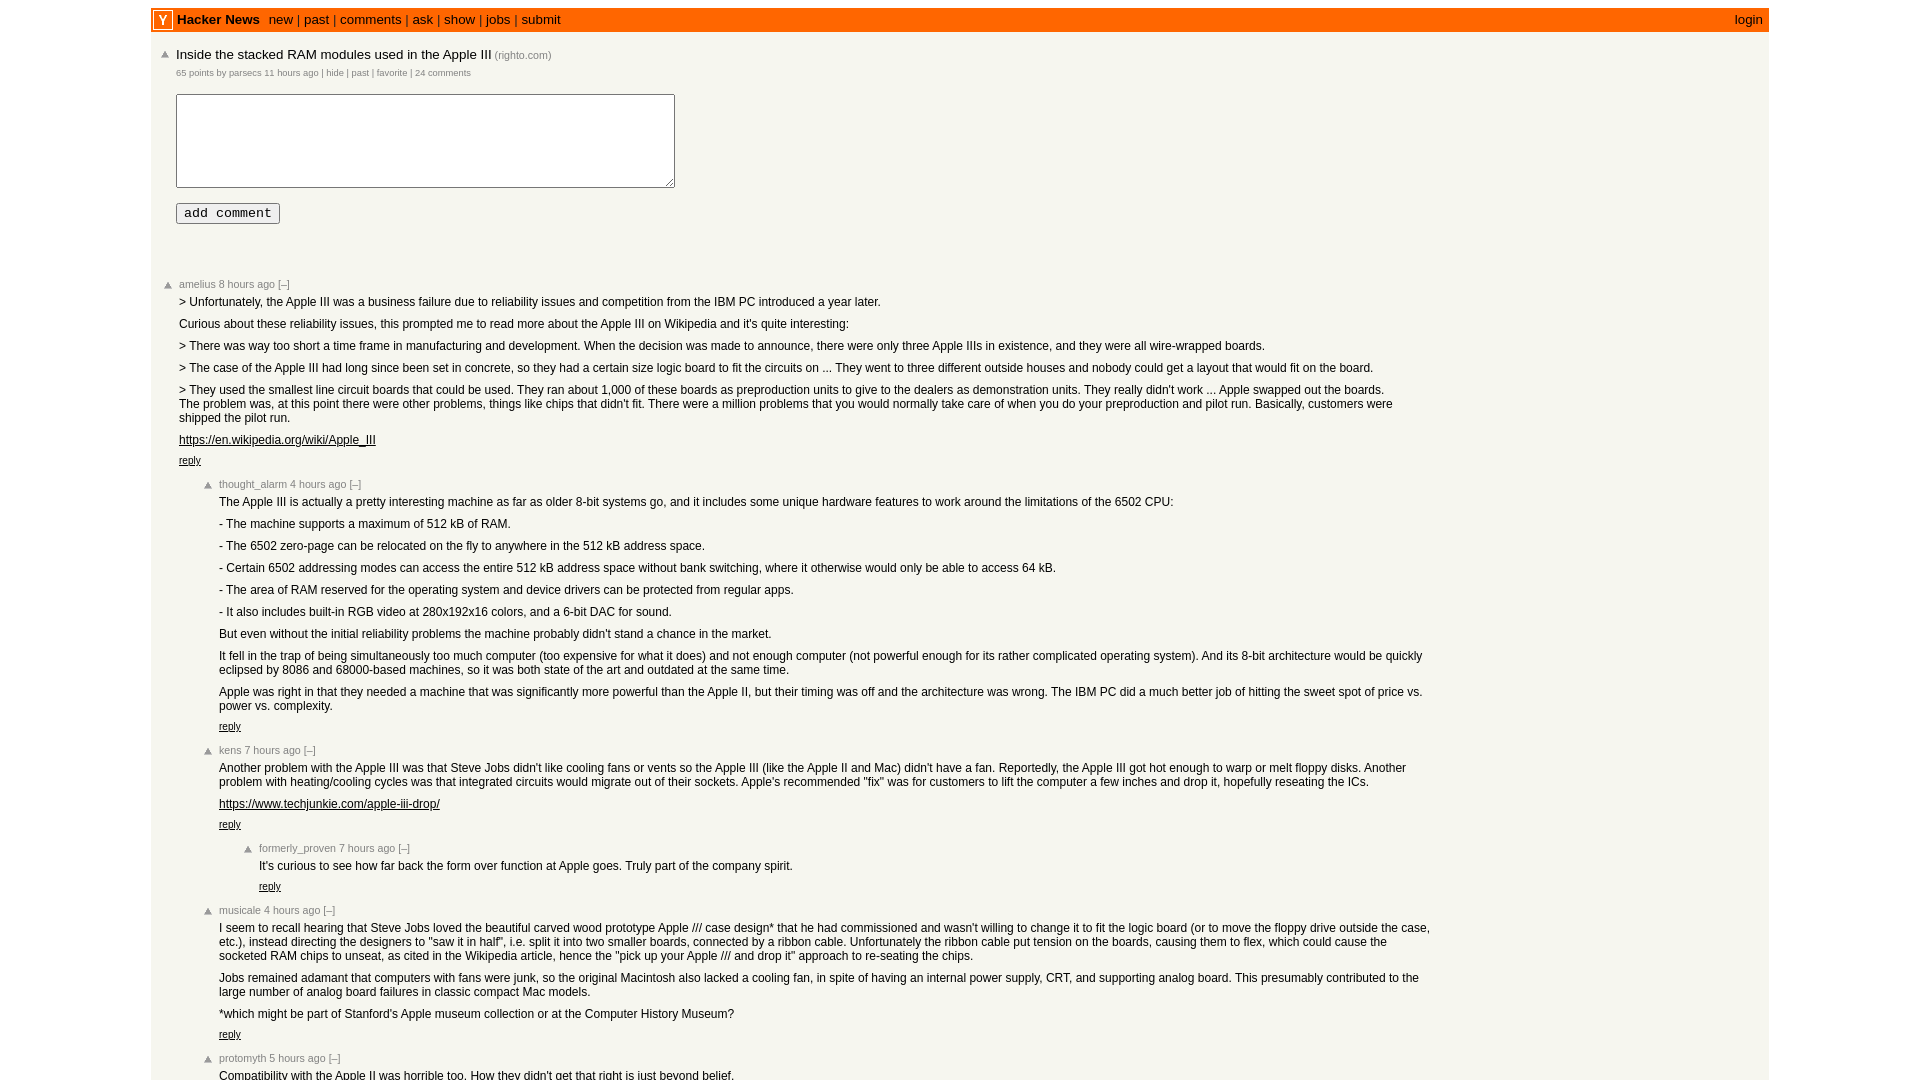 Y Hacker News new | past | comments | ask | show | jobs | submit login
Inside the stacked RAM modules used in the Apple III (righto.com)
65 points by parsecs 11 hours ago | hide | past | favorite | 24 comments
add comment
amelius 8 hours ago [–]
> Unfortunately, the Apple III was a business failure due to reliability issues and competition from the IBM PC introduced a year later.
Curious about these reliability issues, this prompted me to read more about the Apple III on Wikipedia and it's quite interesting:
> There was way too short a time frame in manufacturing and development. When the decision was made to announce, there were only three Apple IIIs in existence, and they were all wire-wrapped boards.
> The case of the Apple III had long since been set in concrete, so they had a certain size logic board to fit the circuits on ... They went to three different outside houses and nobody could get a layout that would fit on the board.
> They used the smallest line circuit boards that could be used. They ran about 1,000 of these boards as preproduction units to give to the dealers as demonstration units. They really didn't work ... Apple swapped out the boards.
The problem was, at this point there were other problems, things like chips that didn't fit. There were a million problems that you would normally take care of when you do your preproduction and pilot run. Basically, customers were
shipped the pilot run.
https://en.wikipedia.org/wiki/Apple_III
reply
thought_alarm 4 hours ago [–]
The Apple III is actually a pretty interesting machine as far as older 8-bit systems go, and it includes some unique hardware features to work around the limitations of the 6502 CPU:
- The machine supports a maximum of 512 kB of RAM.
- The 6502 zero-page can be relocated on the fly to anywhere in the 512 kB address space.
- Certain 6502 addressing modes can access the entire 512 kB address space without bank switching, where it otherwise would only be able to access 64 kB.
- The area of RAM reserved for the operating system and device drivers can be protected from regular apps.
- It also includes built-in RGB video at 280x192x16 colors, and a 6-bit DAC for sound.
But even without the initial reliability problems the machine probably didn't stand a chance in the market.
It fell in the trap of being simultaneously too much computer (too expensive for what it does) and not enough computer (not powerful enough for its rather complicated operating system). And its 8-bit architecture would be quickly
eclipsed by 8086 and 68000-based machines, so it was both state of the art and outdated at the same time.
Apple was right in that they needed a machine that was significantly more powerful than the Apple II, but their timing was off and the architecture was wrong. The IBM PC did a much better job of hitting the sweet spot of price vs.
power vs. complexity.
reply
kens 7 hours ago [–]
Another problem with the Apple III was that Steve Jobs didn't like cooling fans or vents so the Apple III (like the Apple II and Mac) didn't have a fan. Reportedly, the Apple III got hot enough to warp or melt floppy disks. Another
problem with heating/cooling cycles was that integrated circuits would migrate out of their sockets. Apple's recommended "fix" was for customers to lift the computer a few inches and drop it, hopefully reseating the ICs.
https://www.techjunkie.com/apple-iii-drop/
reply
formerly_proven 7 hours ago [–]
It's curious to see how far back the form over function at Apple goes. Truly part of the company spirit.
reply
musicale 4 hours ago [–]
I seem to recall hearing that Steve Jobs loved the beautiful carved wood prototype Apple /// case design* that he had commissioned and wasn't willing to change it to fit the logic board (or to move the floppy drive outside the case,
etc.), instead directing the designers to "saw it in half", i.e. split it into two smaller boards, connected by a ribbon cable. Unfortunately the ribbon cable put tension on the boards, causing them to flex, which could cause the
socketed RAM chips to unseat, as cited in the Wikipedia article, hence the "pick up your Apple /// and drop it" approach to re-seating the chips.
Jobs remained adamant that computers with fans were junk, so the original Macintosh also lacked a cooling fan, in spite of having an internal power supply, CRT, and supporting analog board. This presumably contributed to the
large number of analog board failures in classic compact Mac models.
*which might be part of Stanford's Apple museum collection or at the Computer History Museum?
reply
protomyth 5 hours ago [–]
Compatibility with the Apple II was horrible too. How they didn't get that right is just beyond belief.